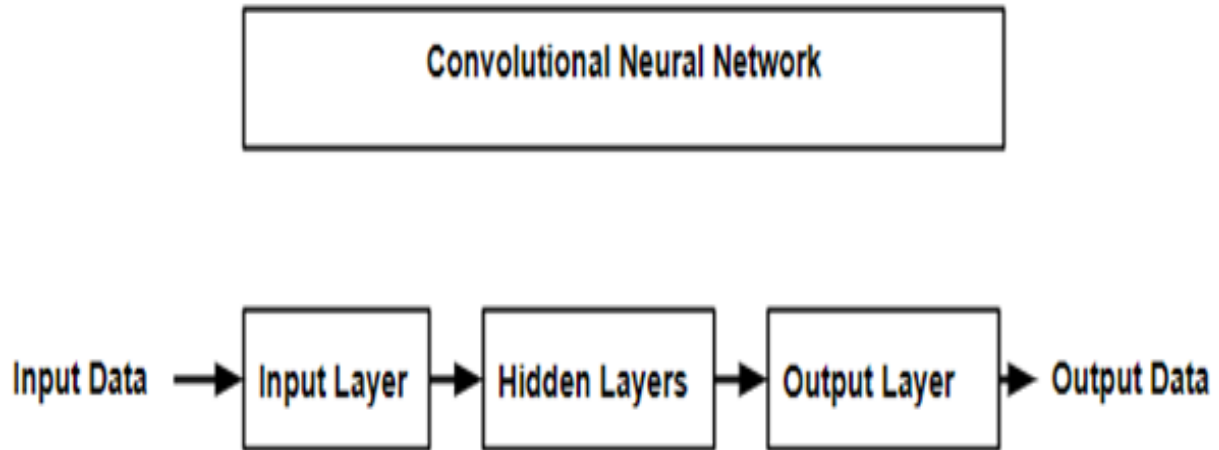 Convolutional Neural Network
Input Data
Input Layer
Hidden Layers
Output Layer
Output Data